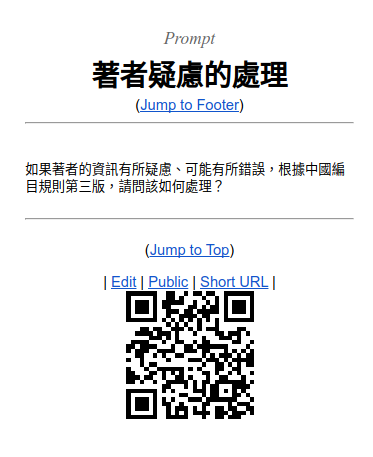 Prompt
著者疑慮的處理
(Jump to Footer)
如果著者的資訊有所疑慮、可能有所錯誤，根據中國編
目規則第三版，請問該如何處理？
(Jump to Top)
| Edit | Public | Short URL |